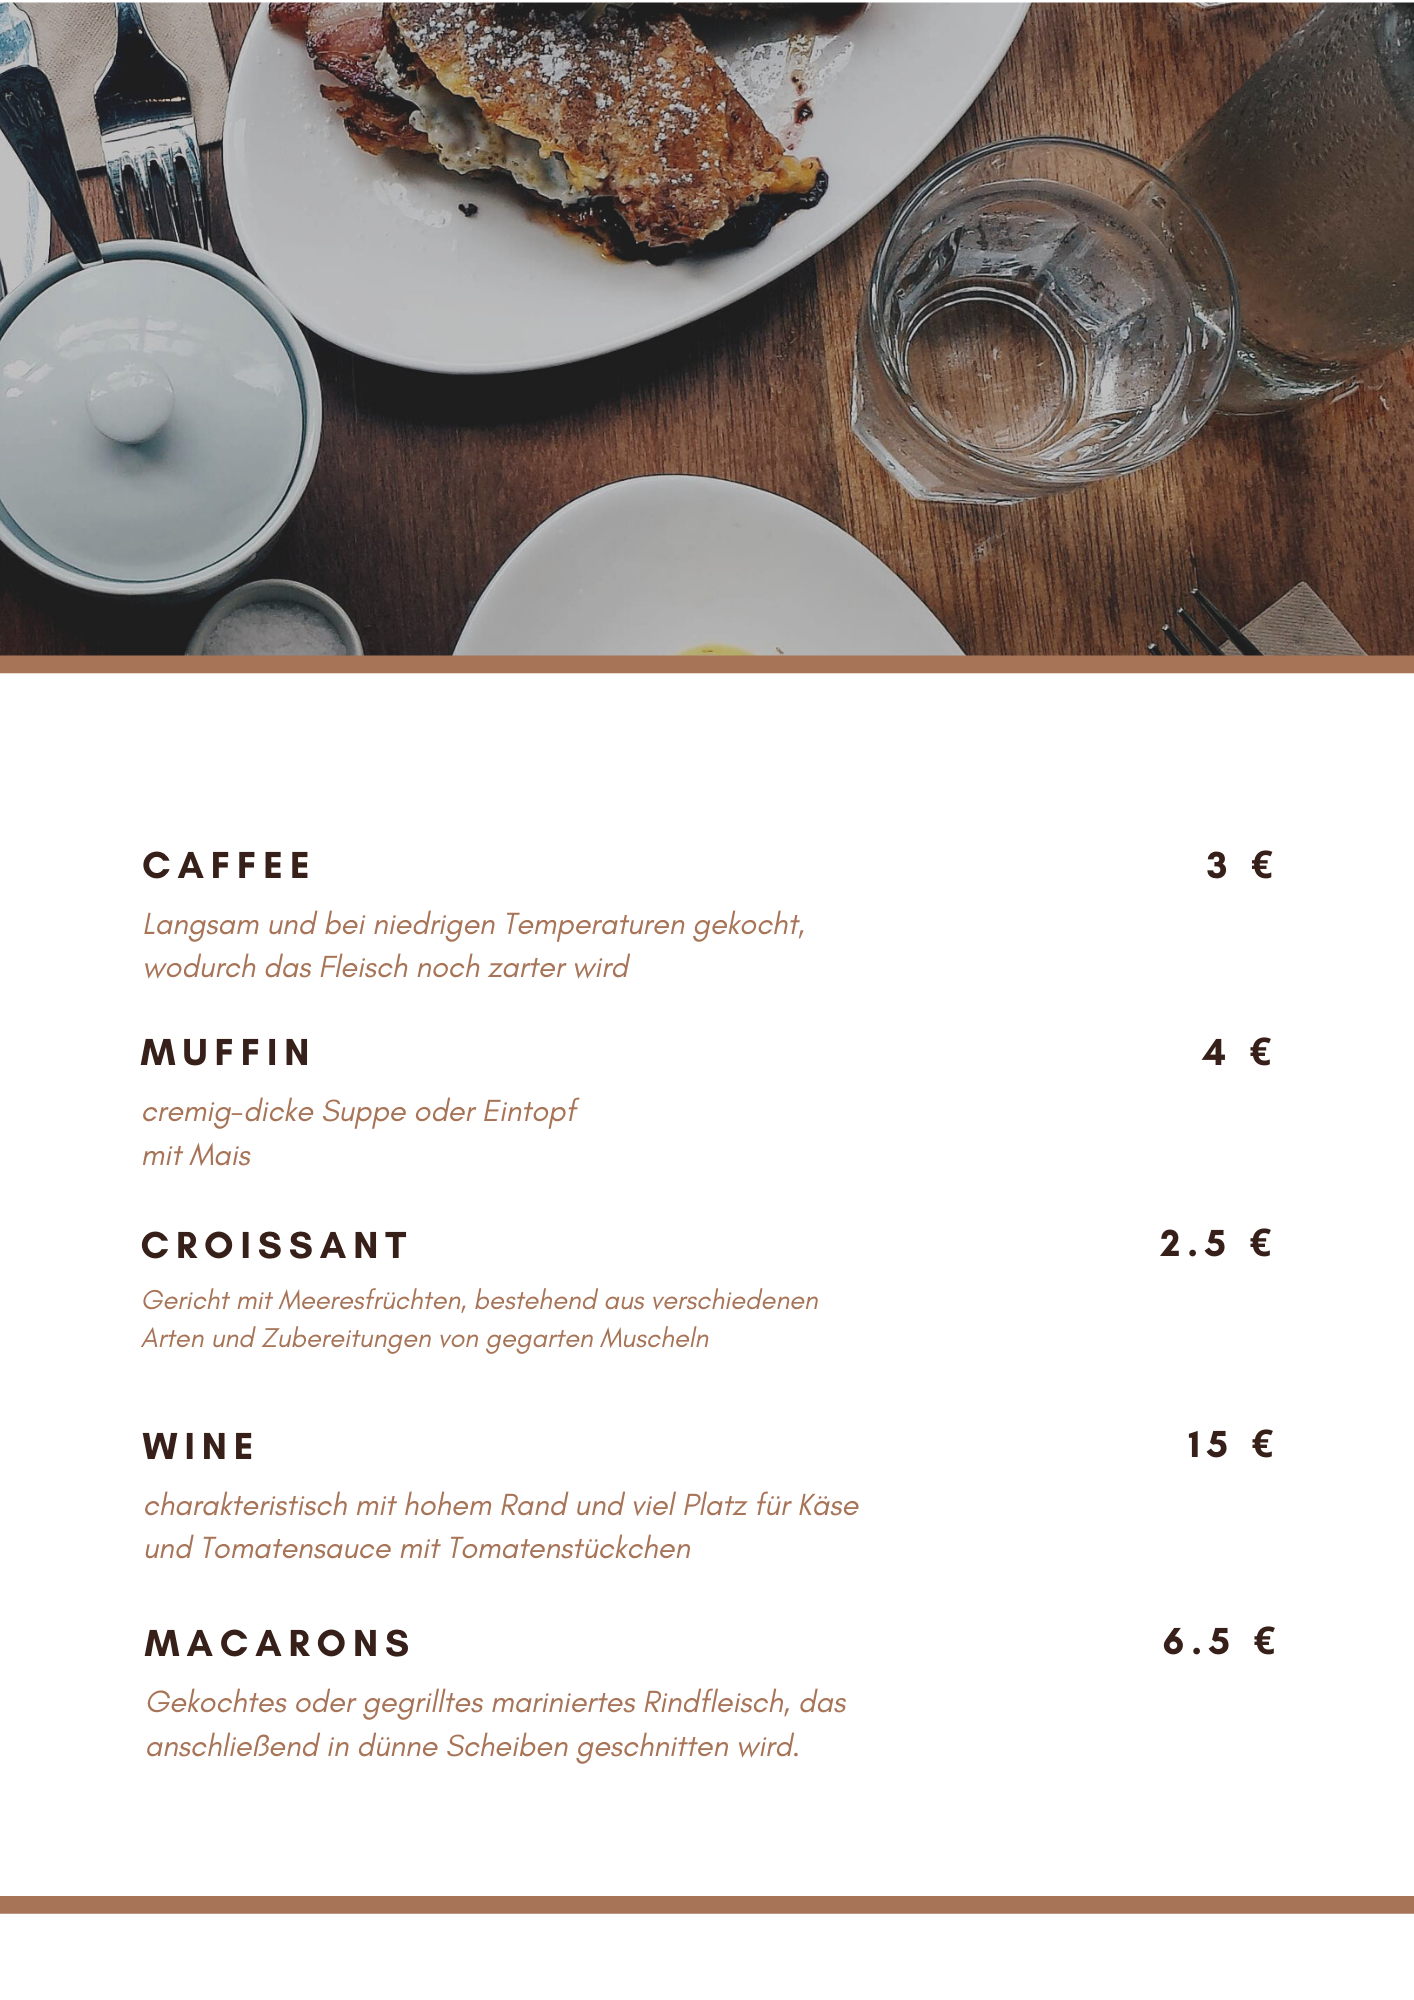 CAFFEE 3 €
Langsam und bei niedrigen Temperaturen gekocht,
wodurch das Fleisch noch zarter wird
MUFFIN 4 €
cremig-dicke Suppe oder Eintopf
mit Mais
CROISSANT 2.5 €
Gericht mit Meeresfrüchten, bestehend aus verschiedenen
Arten und Zubereitungen von gegarten Muscheln
WINE 15 €
charakteristisch mit hohem Rand und viel Platz für Käse
und Tomatensauce mit Tomatenstückchen
MACARONS 6.5 €
Gekochtes oder gegrilltes mariniertes Rindfleisch, das
anschließend in dünne Scheiben geschnitten wird.